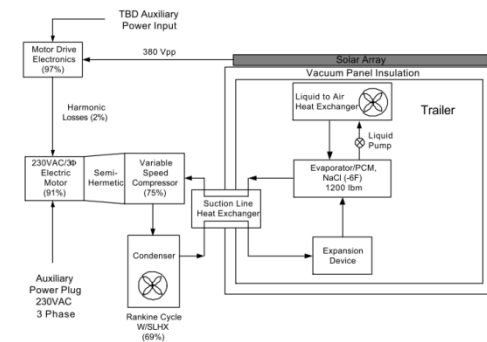 TBD Auxiliary
Power Input
Motor Drive
Electronics
(97%)
380 Vpp
Solar Array
Vacuum Panel Insulation
Liquid to Air
Heat Exchanger
Trailer
Harmonic
Losses (2%)
Liquid
Pump
230VAC/3Φ
Electric
Motor
(91%)
Semi-
Hermetic
Variable
Speed
Compressor
(75%)
Evaporator/PCM,
NaCl (-6F)
1200 lbm
Suction Line
Heat Exchanger
Condenser
Expansion
Device
Auxiliary
Power Plug
230VAC
3 Phase
Rankine Cycle
W/SLHX
(69%)